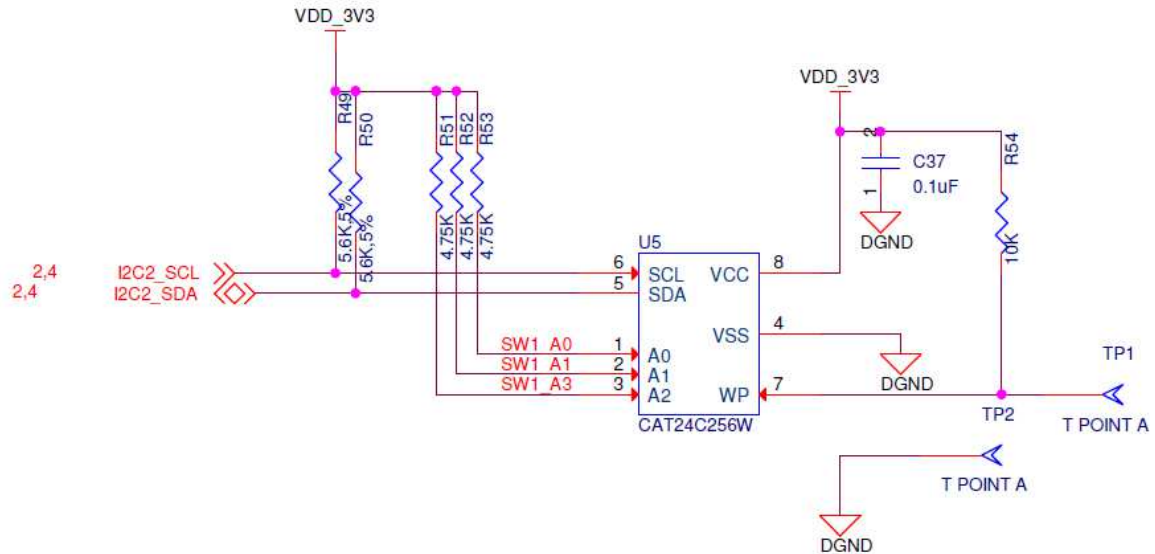 VDD_3V3
VDD_3V3
R49
R50
R51
R52
R53
R54
2
C37
0.1uF
1
DGND
10K
5.6K,5%
5.6K,5%
4.75K
4.75K
4.75K
U5
2,4 I2C2_SCL 6 SCL VCC 8
2,4 I2C2_SDA 5 SDA
VSS 4
SW1_A0 1 A0
SW1_A1 2 A1
SW1_A3 3 A2
WP 7
DGND
TP1
CAT24C256W
TP2
T POINT A
T POINT A
DGND